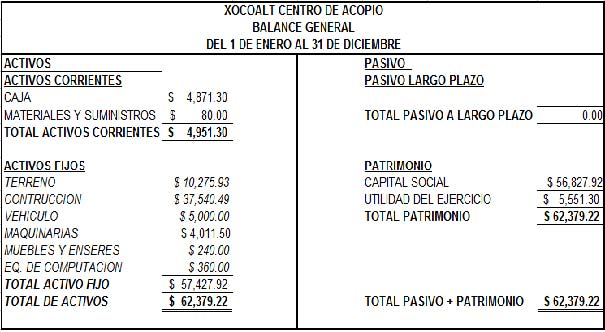 XOCOALT CENTRO DE ACOPIO
BALANCE GENERAL
DEL 1 DE ENERO AL 31 DE DICIEMBRE
ACTIVOS
ACTIVOS CORRIENTES
CAJA $ 4,871.30
MATERIALES Y SUMINISTROS $ 80.00
TOTAL ACTIVOS CORRIENTES $ 4,951.30
ACTIVOS FIJOS
TERRENO $ 10,275.93
CONTRUCCION $ 37,540.49
VEHICULO $ 5,000.00
MAQUINARIAS $ 4,011.50
MUEBLES Y ENSERES $ 240.00
EQ. DE COMPUTACION $ 360.00
TOTAL ACTIVO FIJO $ 57,427.92
TOTAL DE ACTIVOS $ 62,379.22
PASIVO
PASIVO LARGO PLAZO
TOTAL PASIVO A LARGO PLAZO 0.00
PATRIMONIO
CAPITAL SOCIAL $ 56,827.92
UTILIDAD DEL EJERCICIO $ 5,551.30
TOTAL PATRIMONIO $ 62,379.22
TOTAL PASIVO + PATRIMONIO $ 62,379.22